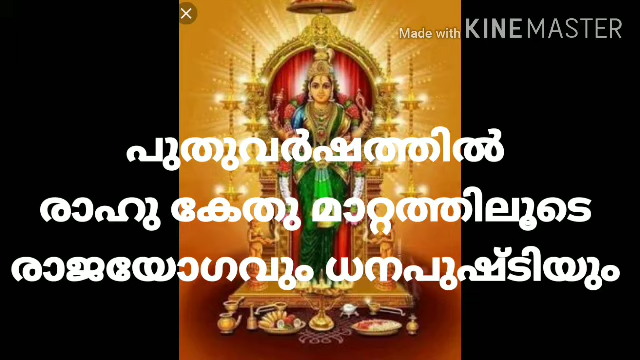 Made with KINEMASTER
പുതുവർഷത്തിൽ
രാഹു കേതു മാറ്റത്തിലൂടെ
രാജയോഗവും ധനപുഷ്ടിയും